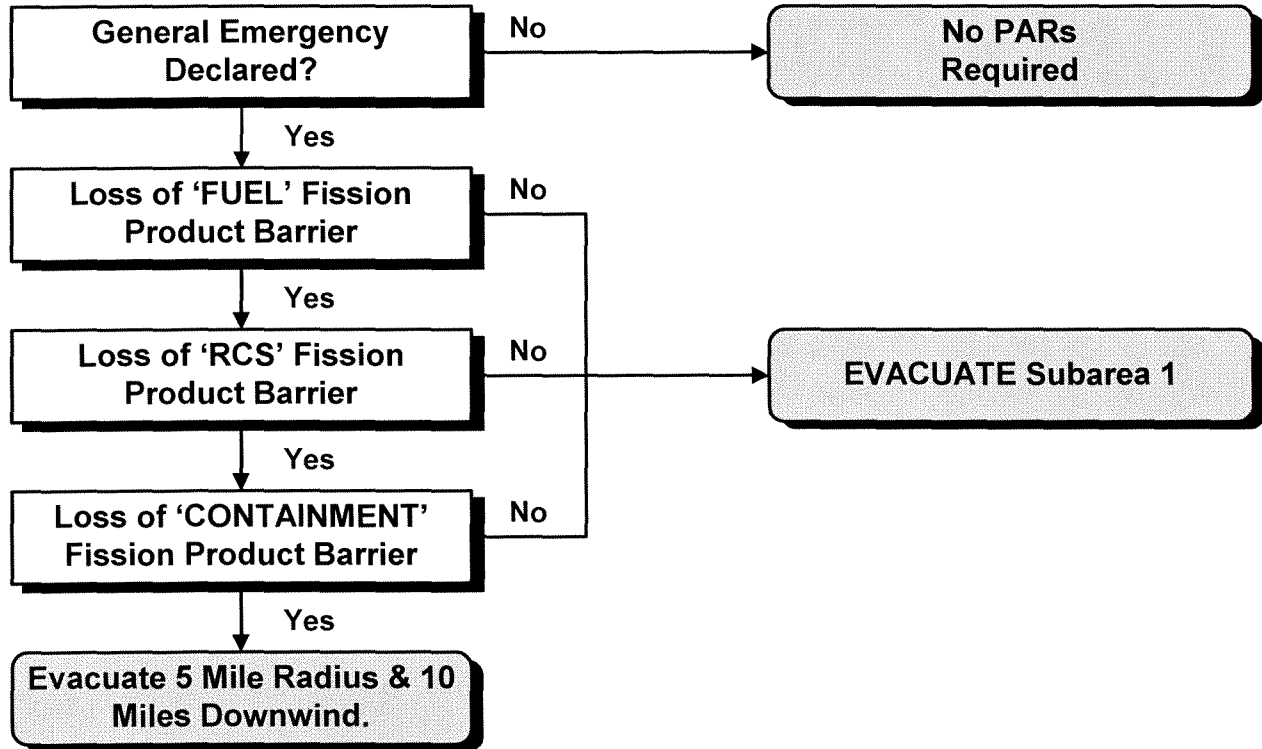 General Emergency
Declared?
No
No PARs
Required
Yes
Loss of ‘FUEL’ Fission
Product Barrier
No
Yes
Loss of ‘RCS’ Fission
Product Barrier
No
EVACUATE Subarea 1
Yes
Loss of ‘CONTAINMENT’
Fission Product Barrier
No
Yes
Evacuate 5 Mile Radius & 10
Miles Downwind.